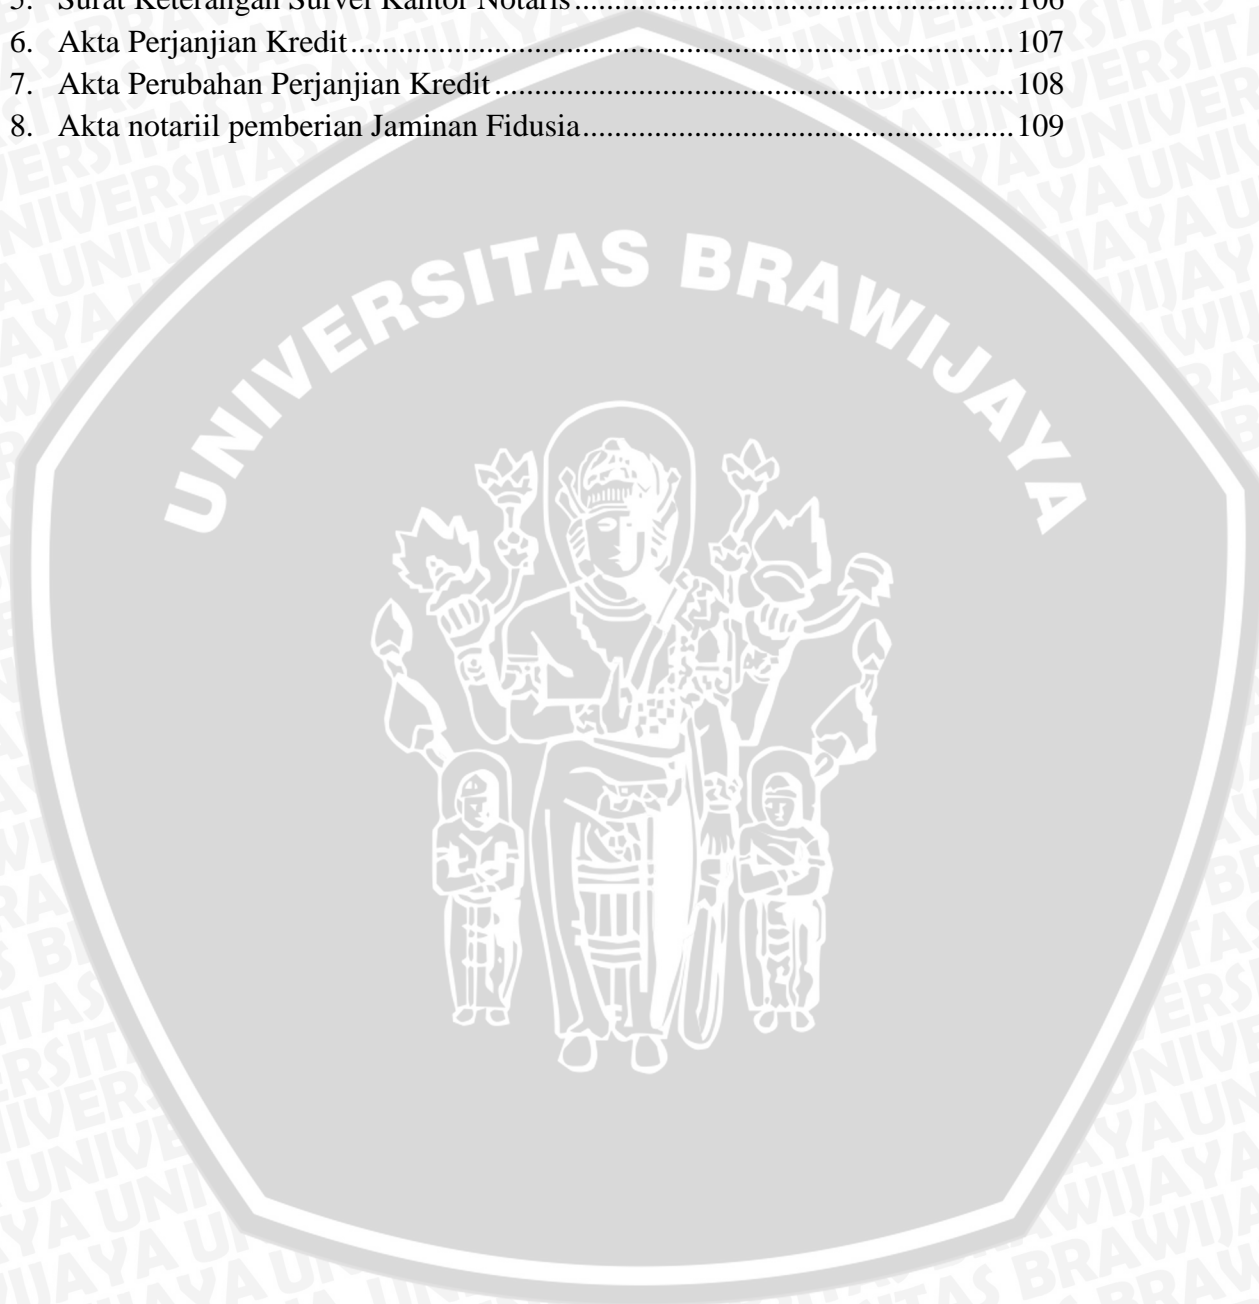 5. Surat Keterangan Survei Kantor Notaris........................................................106
6. Akta Perjanjian Kredit....................................................................................107
7. Akta Perubahan Perjanjian Kredit..................................................................108
8. Akta notariil pemberian Jaminan Fidusia.......................................................109
UNIVERSITAS BRAWIJAYA